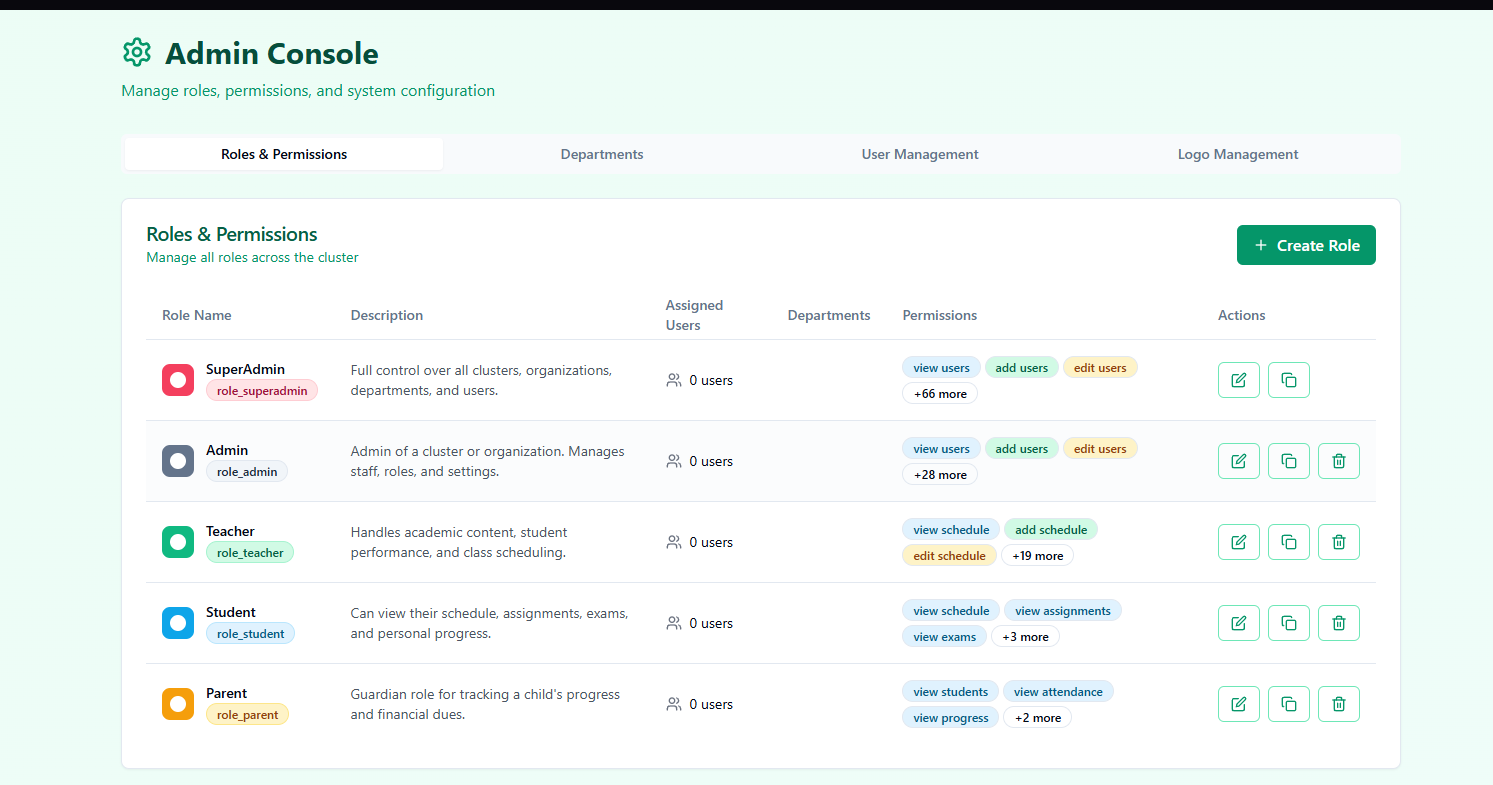 Admin Console
Manage roles, permissions, and system configuration
Roles & Permissions
Departments
User Management
Logo Management
Roles & Permissions
Manage all roles across the cluster
+ Create Role
Role Name
Description
Assigned
Users
Departments
Permissions
Actions
SuperAdmin
role_superadmin
Full control over all clusters, organizations,
departments, and users.
0 users
view users
add users
edit users
+66 more
Admin
role_admin
Admin of a cluster or organization. Manages
staff, roles, and settings.
0 users
view users
add users
edit users
+28 more
Teacher
role_teacher
Handles academic content, student
performance, and class scheduling.
0 users
view schedule
add schedule
edit schedule
+19 more
Student
role_student
Can view their schedule, assignments, exams,
and personal progress.
0 users
view schedule
view assignments
view exams
+3 more
Parent
role_parent
Guardian role for tracking a child's progress
and financial dues.
0 users
view students
view attendance
view progress
+2 more